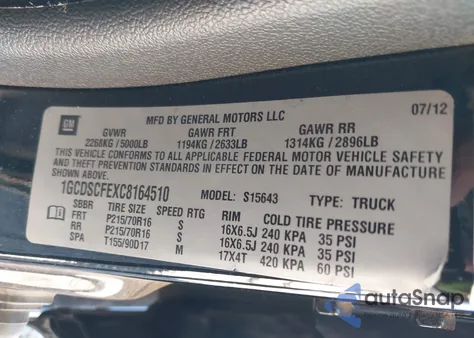 GM
MFD BY GENERAL MOTORS LLC
07/12
GVWR GAWR FRT GAWR RR
2268KG / 5000LB 1194KG / 2633LB 1314KG / 2896LB
THIS VEHICLE CONFORMS TO ALL APPLICABLE FEDERAL MOTOR VEHICLE SAFETY
AND THEFT PREVENTION STANDARDS IN EFFECT ON THE DATE OF MANUFACTURE SHOWN ABOVE.
1GCDSCFEXC8164510 MODEL: S15643 TYPE: TRUCK
SBBR TIRE SIZE SPEED RTG RIM COLD TIRE PRESSURE
FRT P215/70R16 S 16X6.5J 240 KPA 35 PSI
RR P215/70R16 S 16X6.5J 240 KPA 35 PSI
SPA T155/90D17 M 17X4T 420 KPA 60 PSI
autoSnap